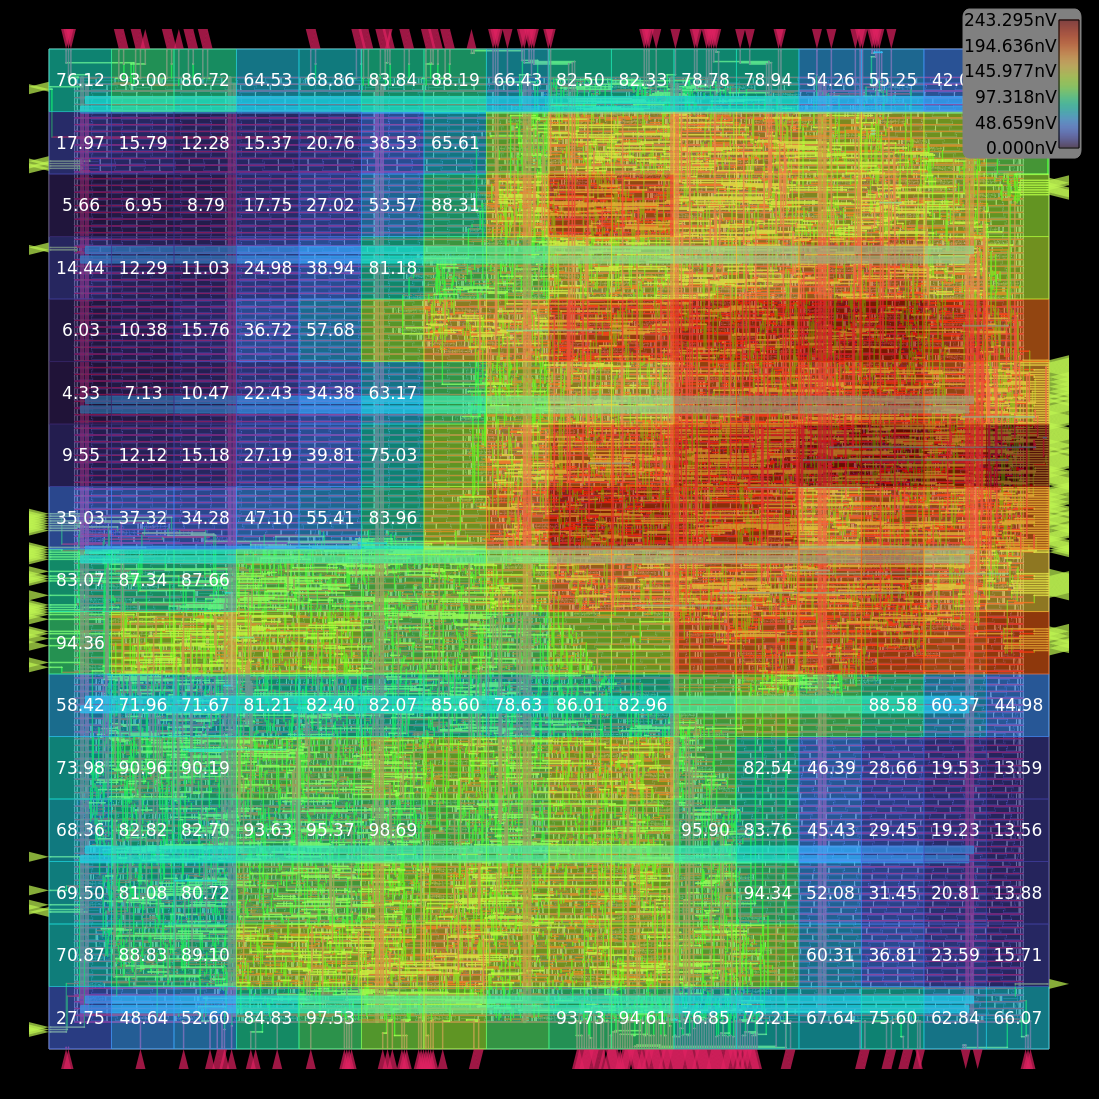 243.295nV
194.636nV
145.977nV
97.318nV
48.659nV
0.000nV
76.12 93.00 86.72 64.53 68.86 83.84 88.19 66.43 82.50 82.33 78.78 78.94 54.26 55.25
17.97 15.79 12.28 15.37 20.76 38.53 65.61
5.66 6.95 8.79 17.75 27.02 53.57 88.31
14.44 12.29 11.03 24.98 38.94 81.18
6.03 10.38 15.76 36.72 57.68
4.33 7.13 10.47 22.43 34.38 63.17
9.55 12.12 15.18 27.19 39.81 75.03
35.03 37.32 34.28 47.10 55.41 83.96
83.07 87.34 87.66
94.36
58.42 71.96 71.67 81.21 82.40 82.07 85.60 78.63 86.01 82.96 88.58 60.37 44.98
73.98 90.96 90.19 82.54 46.39 28.66 19.53 13.59
68.36 82.82 82.70 93.63 95.37 98.69 95.90 83.76 45.43 29.45 19.23 13.56
69.50 81.08 80.72 94.34 52.08 31.45 20.81 13.88
70.87 88.83 89.10 60.31 36.81 23.59 15.71
27.75 48.64 52.60 84.83 97.53 93.73 94.61 76.85 72.21 67.64 75.60 62.84 66.07